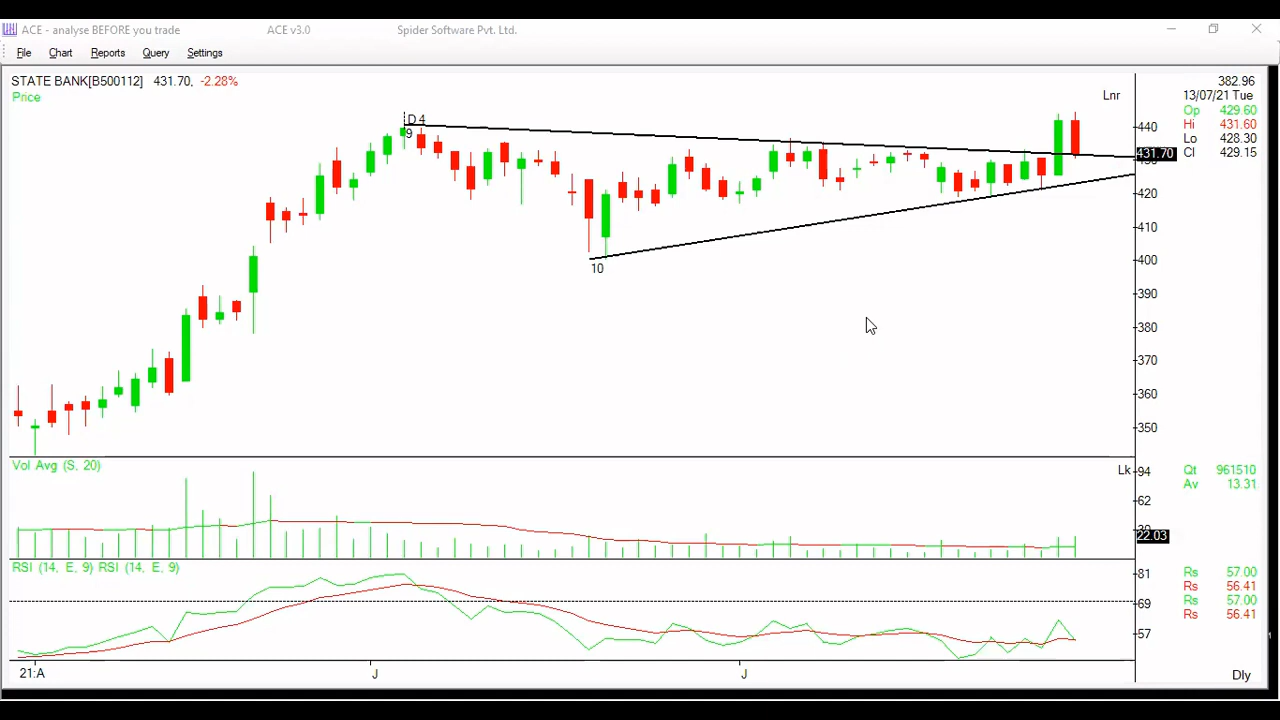 ACE - analyse BEFORE you trade ACE v3.0 Spider Software Pvt. Ltd.
File Chart Reports Query Settings
STATE BANK[B500112] 431.70, -2.28%
Price
Lnr
382.96
13/07/21 Tue
Op 429.60
Hi 431.60
Lo 428.30
Cl 429.15
D 4
9
10
440
431.70
430
420
410
400
390
380
370
360
350
Vol Avg (S, 20)
Lk
94
62
30
22.03
Qt 961510
Av 13.31
RSI (14, E, 9) RSI (14, E, 9)
81
69
57
Rs 57.00
Rs 56.41
Rs 57.00
Rs 56.41
21:A J J Dly